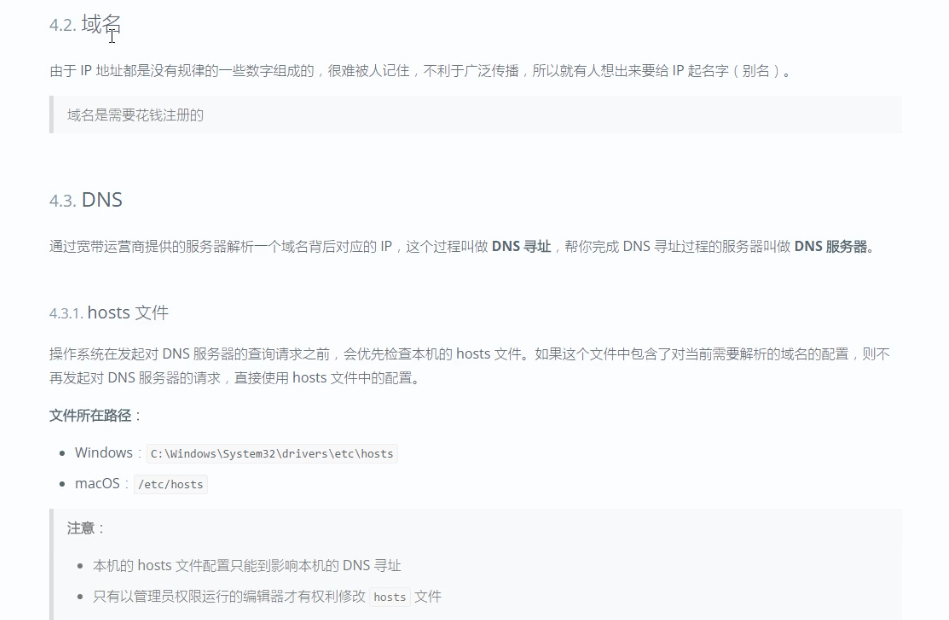 4.2. 域名
由于 IP 地址都是没有规律的一些数字组成的，很难被人记住，不利于广泛传播，所以就有人想出来要给 IP 起名字（别名）。
域名是需要花钱注册的
4.3. DNS
通过宽带运营商提供的服务器解析一个域名背后对应的 IP，这个过程叫做 DNS 寻址，帮你完成 DNS 寻址过程的服务器叫做 DNS 服务器。
4.3.1. hosts 文件
操作系统在发起对 DNS 服务器的查询请求之前，会优先检查本机的 hosts 文件。如果这个文件中包含了对当前需要解析的域名的配置，则不
再发起对 DNS 服务器的请求，直接使用 hosts 文件中的配置。
文件所在路径：
• Windows：C:\Windows\System32\drivers\etc\hosts
• macOS：/etc/hosts
注意：
• 本机的 hosts 文件配置只能到影响本机的 DNS 寻址
• 只有以管理员权限运行的编辑器才有权利修改 hosts 文件